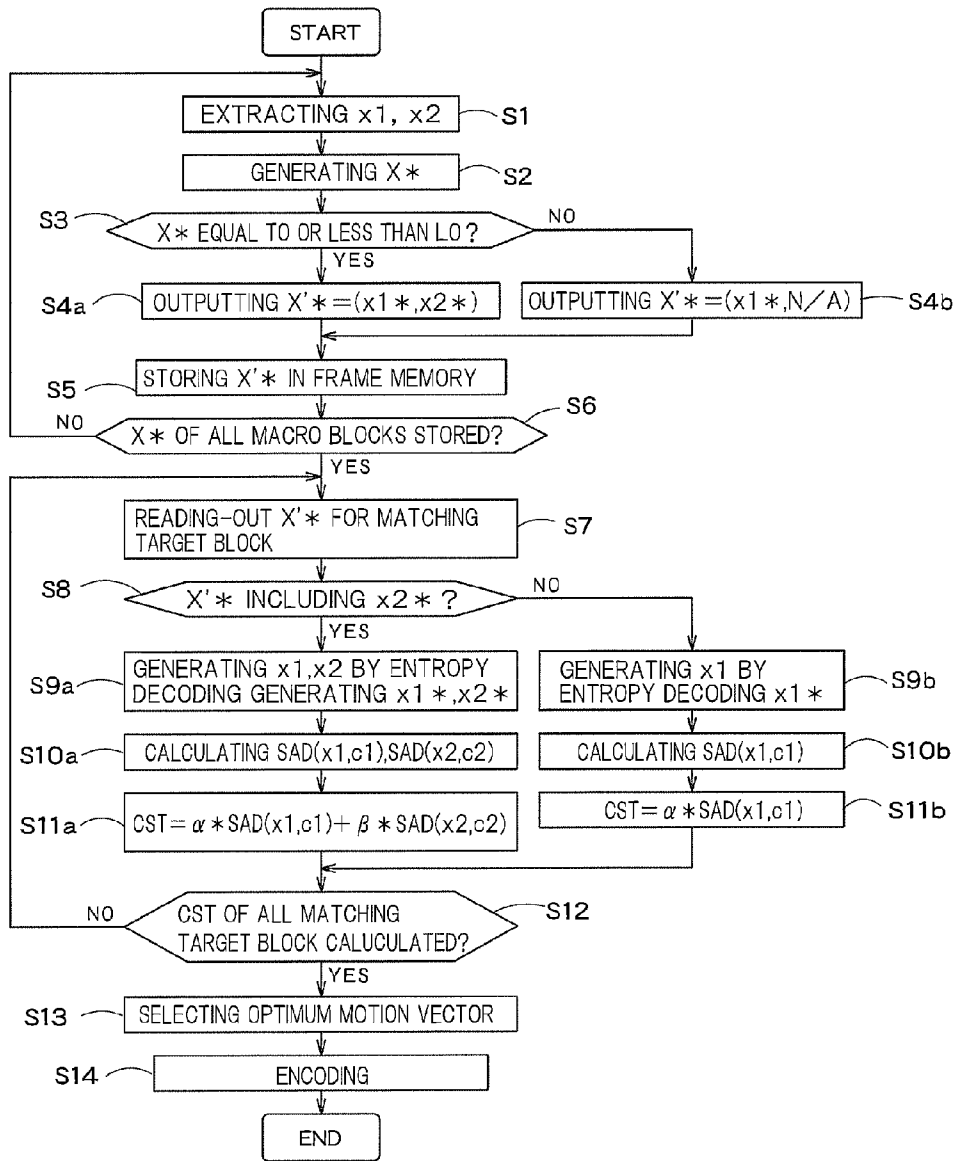 START
EXTRACTING x1, x2
S1
GENERATING X*
S2
S3
X* EQUAL TO OR LESS THAN L0?
NO
YES
S4a
OUTPUTTING X'*=(x1*,x2*)
OUTPUTTING X'*=(x1*,N/A)
S4b
STORING X'* IN FRAME MEMORY
S5
S6
NO
X* OF ALL MACRO BLOCKS STORED?
YES
READING-OUT X'* FOR MATCHING
TARGET BLOCK
S7
S8
X'* INCLUDING x2*?
NO
YES
S9a
GENERATING x1,x2 BY ENTROPY
DECODING GENERATING x1*,x2*
GENERATING x1 BY
ENTROPY DECODING x1*
S9b
S10a
CALCULATING SAD(x1,c1),SAD(x2,c2)
CALCULATING SAD(x1,c1)
S10b
S11a
CST=α*SAD(x1,c1)+β*SAD(x2,c2)
CST=α*SAD(x1,c1)
S11b
NO
CST OF ALL MATCHING
TARGET BLOCK CALUCULATED?
S12
YES
S13
SELECTING OPTIMUM MOTION VECTOR
S14
ENCODING
END